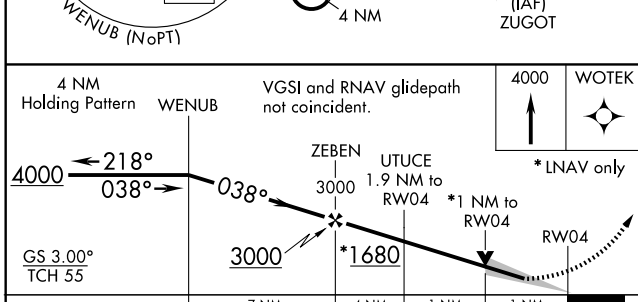 WENUB (NoPT)
4 NM
(IAF)
ZUGOT
4 NM
Holding Pattern
WENUB
VGSI and RNAV glidepath
not coincident.
4000
WOTEK
* LNAV only
4000
218°
038°
038°
ZEBEN
3000
UTUCE
1.9 NM to
RW04
*1 NM to
RW04
RW04
3000
*1680
GS 3.00°
TCH 55